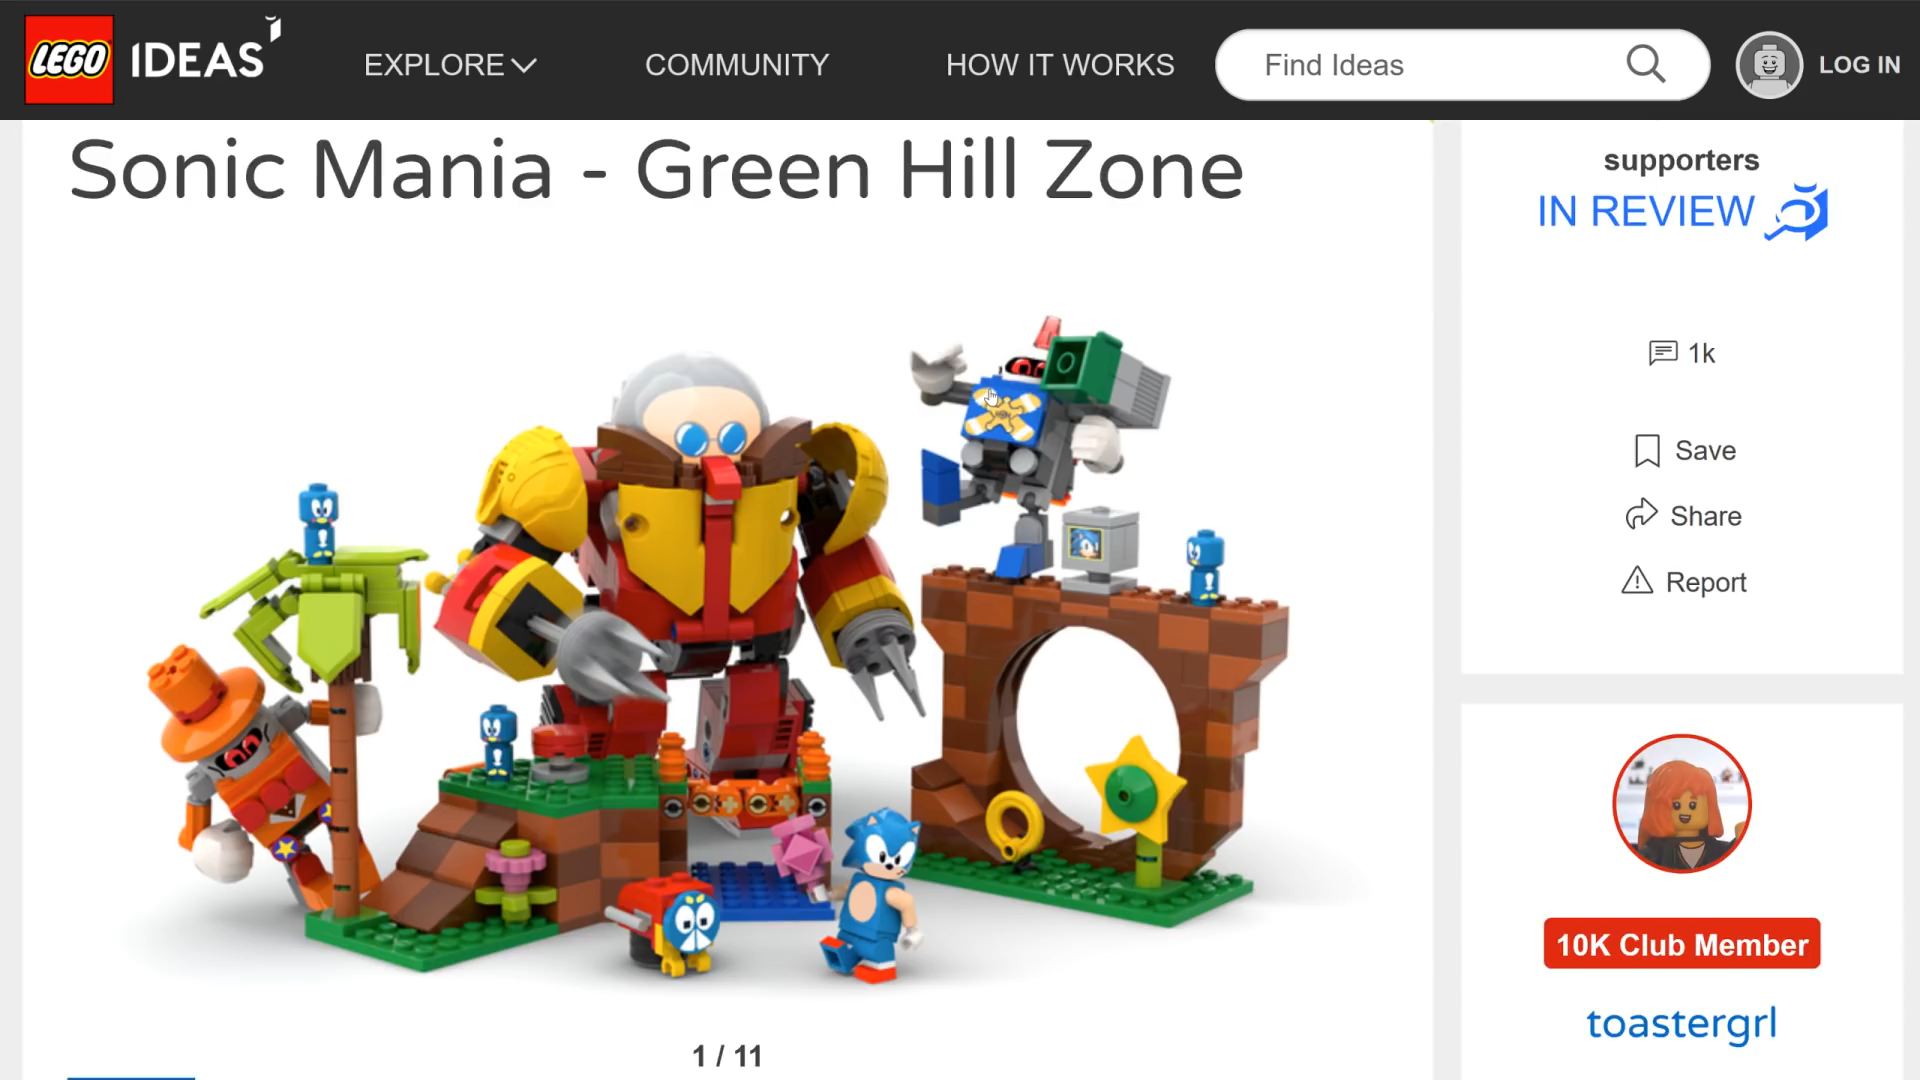 LEGO IDEAS EXPLORE COMMUNITY HOW IT WORKS Find Ideas LOG IN
Sonic Mania - Green Hill Zone
supporters
IN REVIEW
1k
Save
Share
Report
10K Club Member
toastergrl
1 / 11